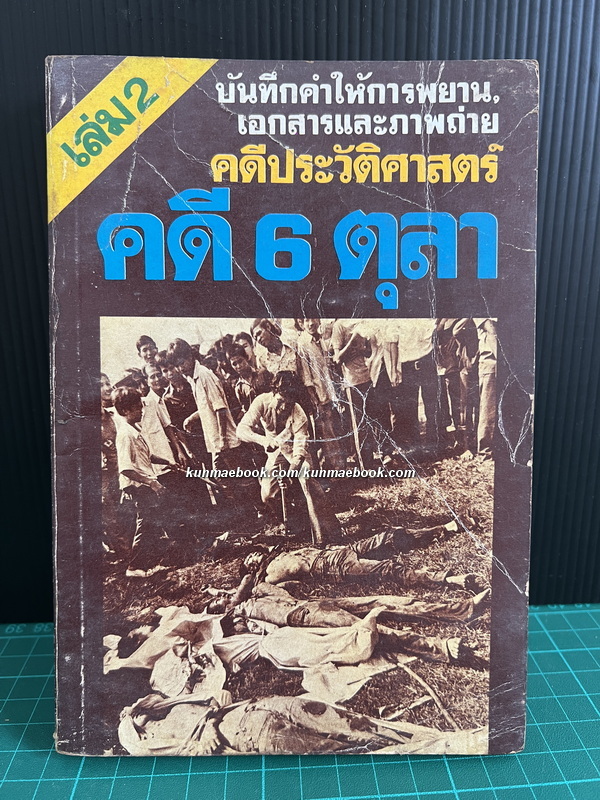 เล่ม 2
บันทึกคำให้การพยาน,
เอกสารและภาพถ่าย
คดีประวัติศาสตร์
คดี 6 ตุลา
kuhmaebook.com/kuhmaebook.com